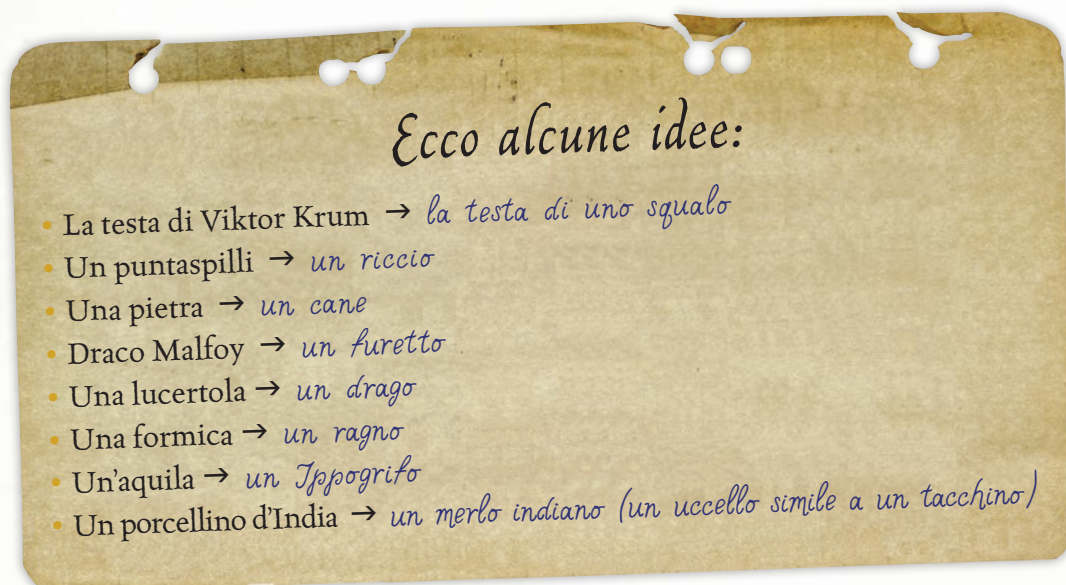 Ecco alcune idee:
• La testa di Viktor Krum → la testa di uno squalo
• Un puntaspilli → un riccio
• Una pietra → un cane
• Draco Malfoy → un furetto
• Una lucertola → un drago
• Una formica → un ragno
• Un'aquila → un Ippogrifo
• Un porcellino d'India → un merlo indiano (un uccello simile a un tacchino)